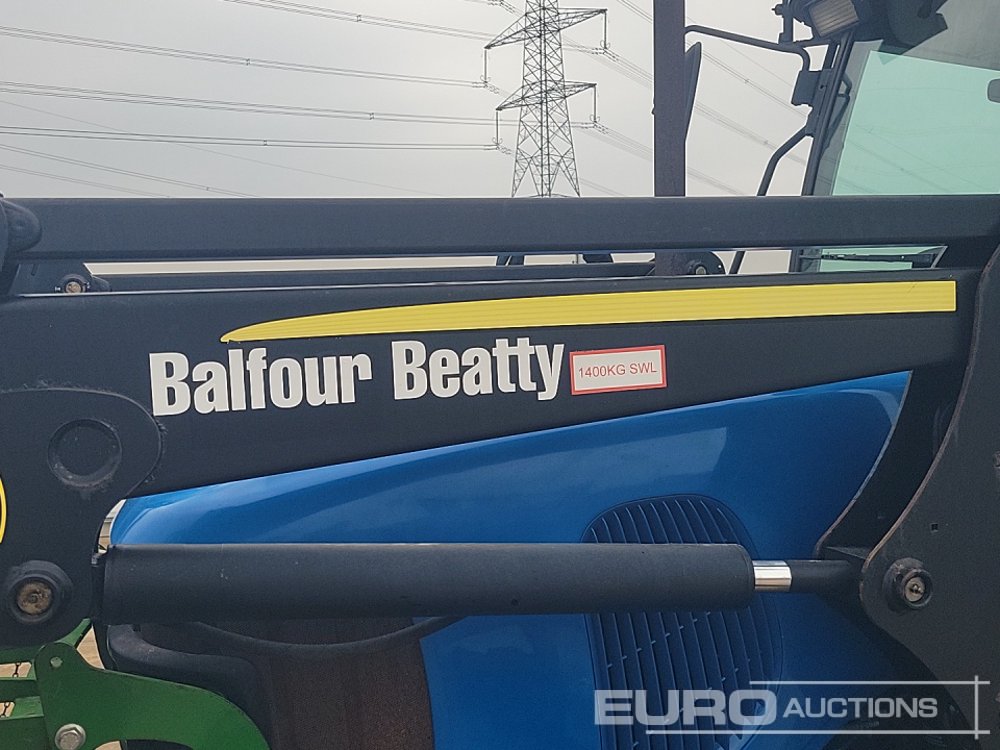 Balfour Beatty
1400KG SWL
EURO AUCTIONS